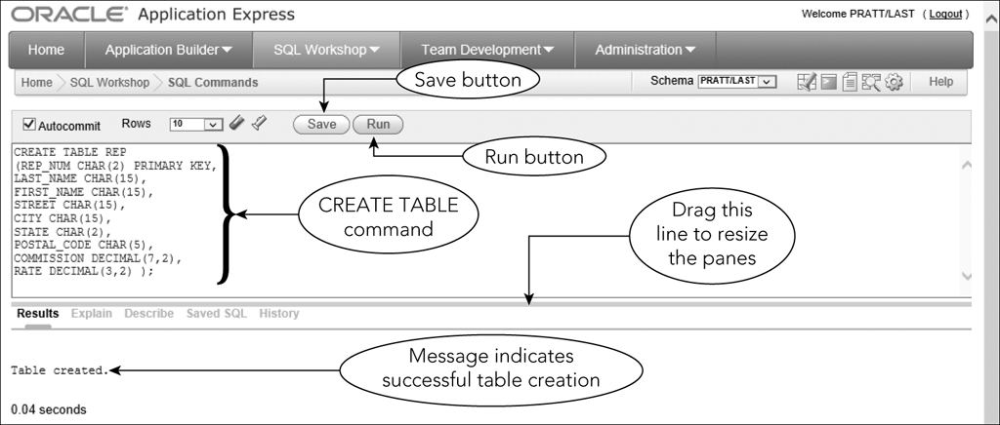 ORACLE® Application Express
Welcome PRATT/LAST ( Logout )
Home Application Builder SQL Workshop Team Development Administration
Home SQL Workshop SQL Commands
Save button
Schema PRATT/LAST
Help
Autocommit Rows 10 Save Run
Run button
CREATE TABLE REP
(REP_NUM CHAR(2) PRIMARY KEY,
LAST_NAME CHAR(15),
FIRST_NAME CHAR(15),
STREET CHAR(15),
CITY CHAR(15),
STATE CHAR(2),
POSTAL_CODE CHAR(5),
COMMISSION DECIMAL(7,2),
RATE DECIMAL(3,2) );
CREATE TABLE
command
Drag this
line to resize
the panes
Results Explain Describe Saved SQL History
Message indicates
successful table creation
Table created.
0.04 seconds